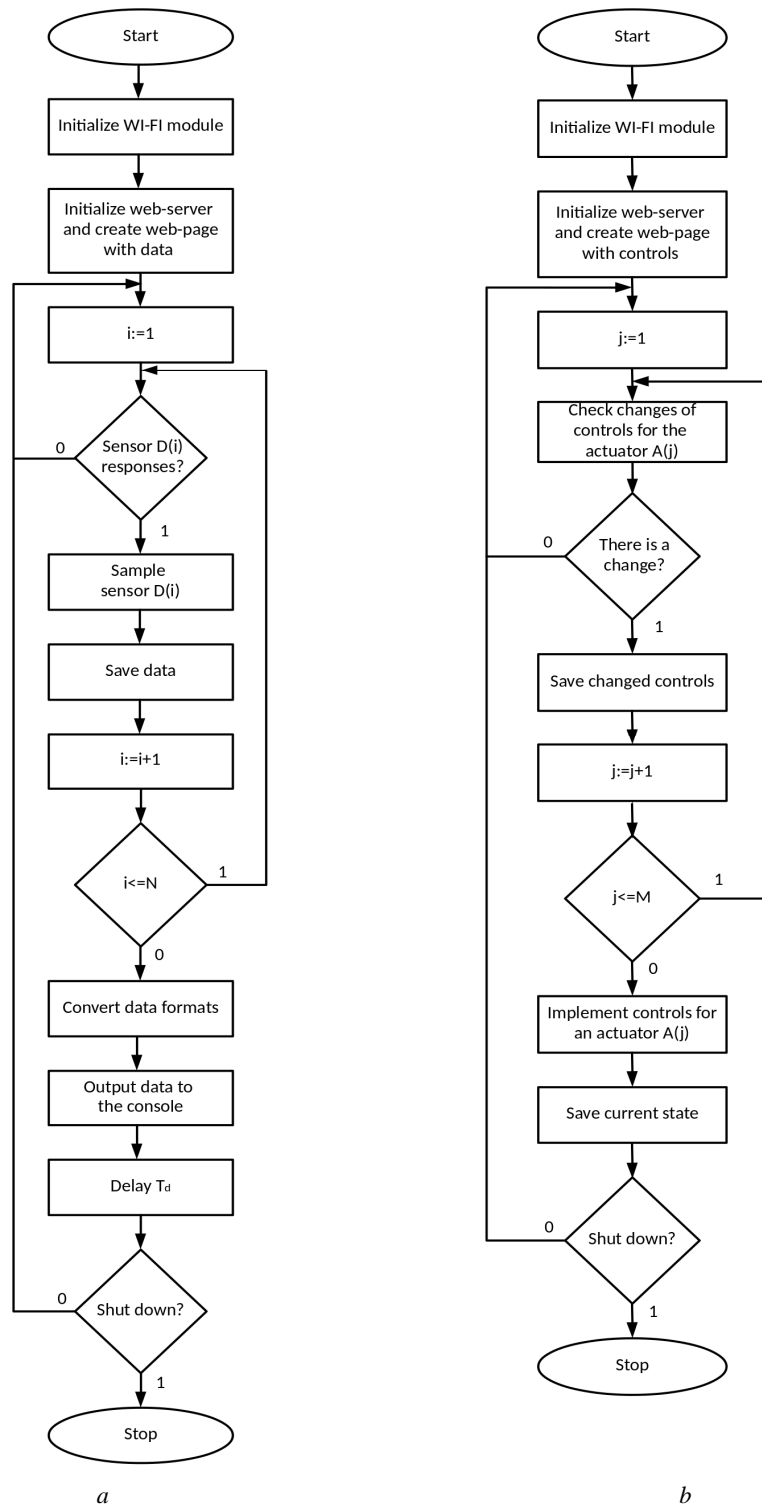 Start
Initialize WI-FI module
Initialize web-server
and create web-page
with data
i:=1
Sensor D(i)
responses?
0
1
Sample
sensor D(i)
Save data
i:=i+1
i<=N
1
0
Convert data formats
Output data to
the console
Delay Td
Shut down?
0
1
Stop
a
Start
Initialize WI-FI module
Initialize web-server
and create web-page
with controls
j:=1
Check changes of
controls for the
actuator A(j)
There is a
change?
0
1
Save changed controls
j:=j+1
j<=M
1
0
Implement controls for
an actuator A(j)
Save current state
Shut down?
0
1
Stop
b